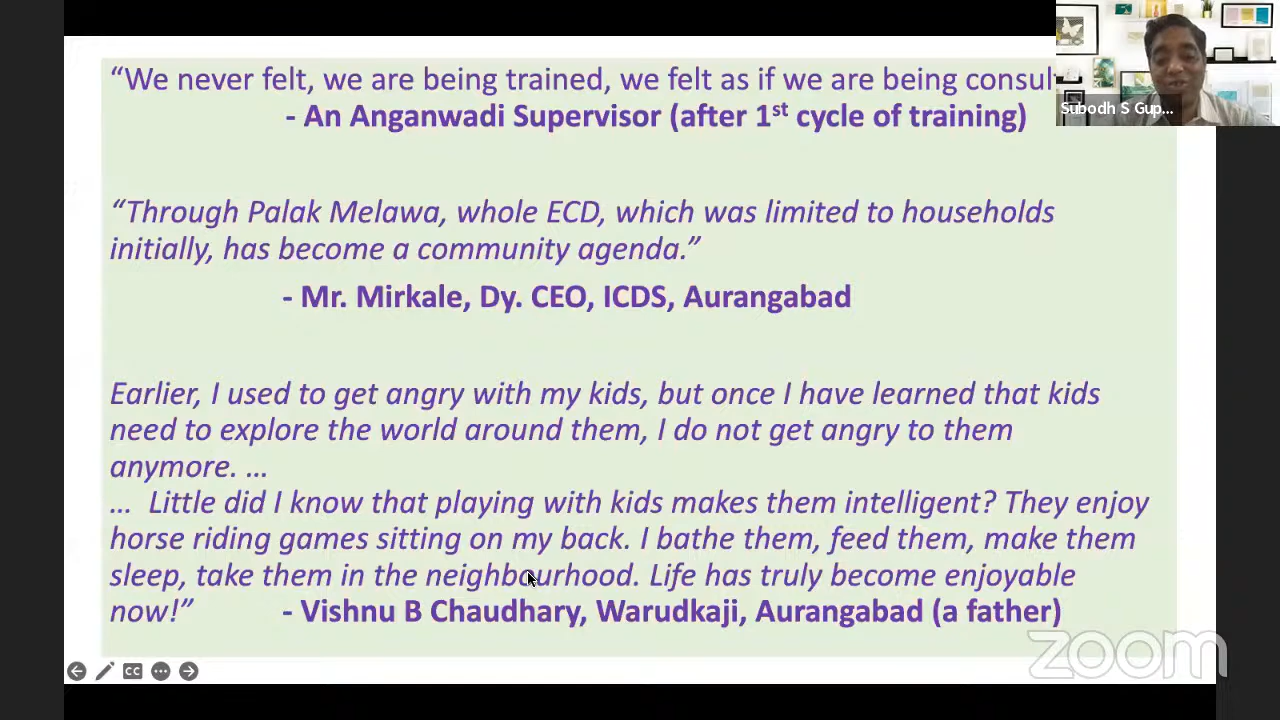 “We never felt, we are being trained, we felt as if we are being consul
- An Anganwadi Supervisor (after 1st cycle of training)
Subodh S Gup...
“Through Palak Melawa, whole ECD, which was limited to households
initially, has become a community agenda.”
- Mr. Mirkale, Dy. CEO, ICDS, Aurangabad
Earlier, I used to get angry with my kids, but once I have learned that kids
need to explore the world around them, I do not get angry to them
anymore. …
… Little did I know that playing with kids makes them intelligent? They enjoy
horse riding games sitting on my back. I bathe them, feed them, make them
sleep, take them in the neighbourhood. Life has truly become enjoyable
now!” - Vishnu B Chaudhary, Warudkaji, Aurangabad (a father)
zoom
CC